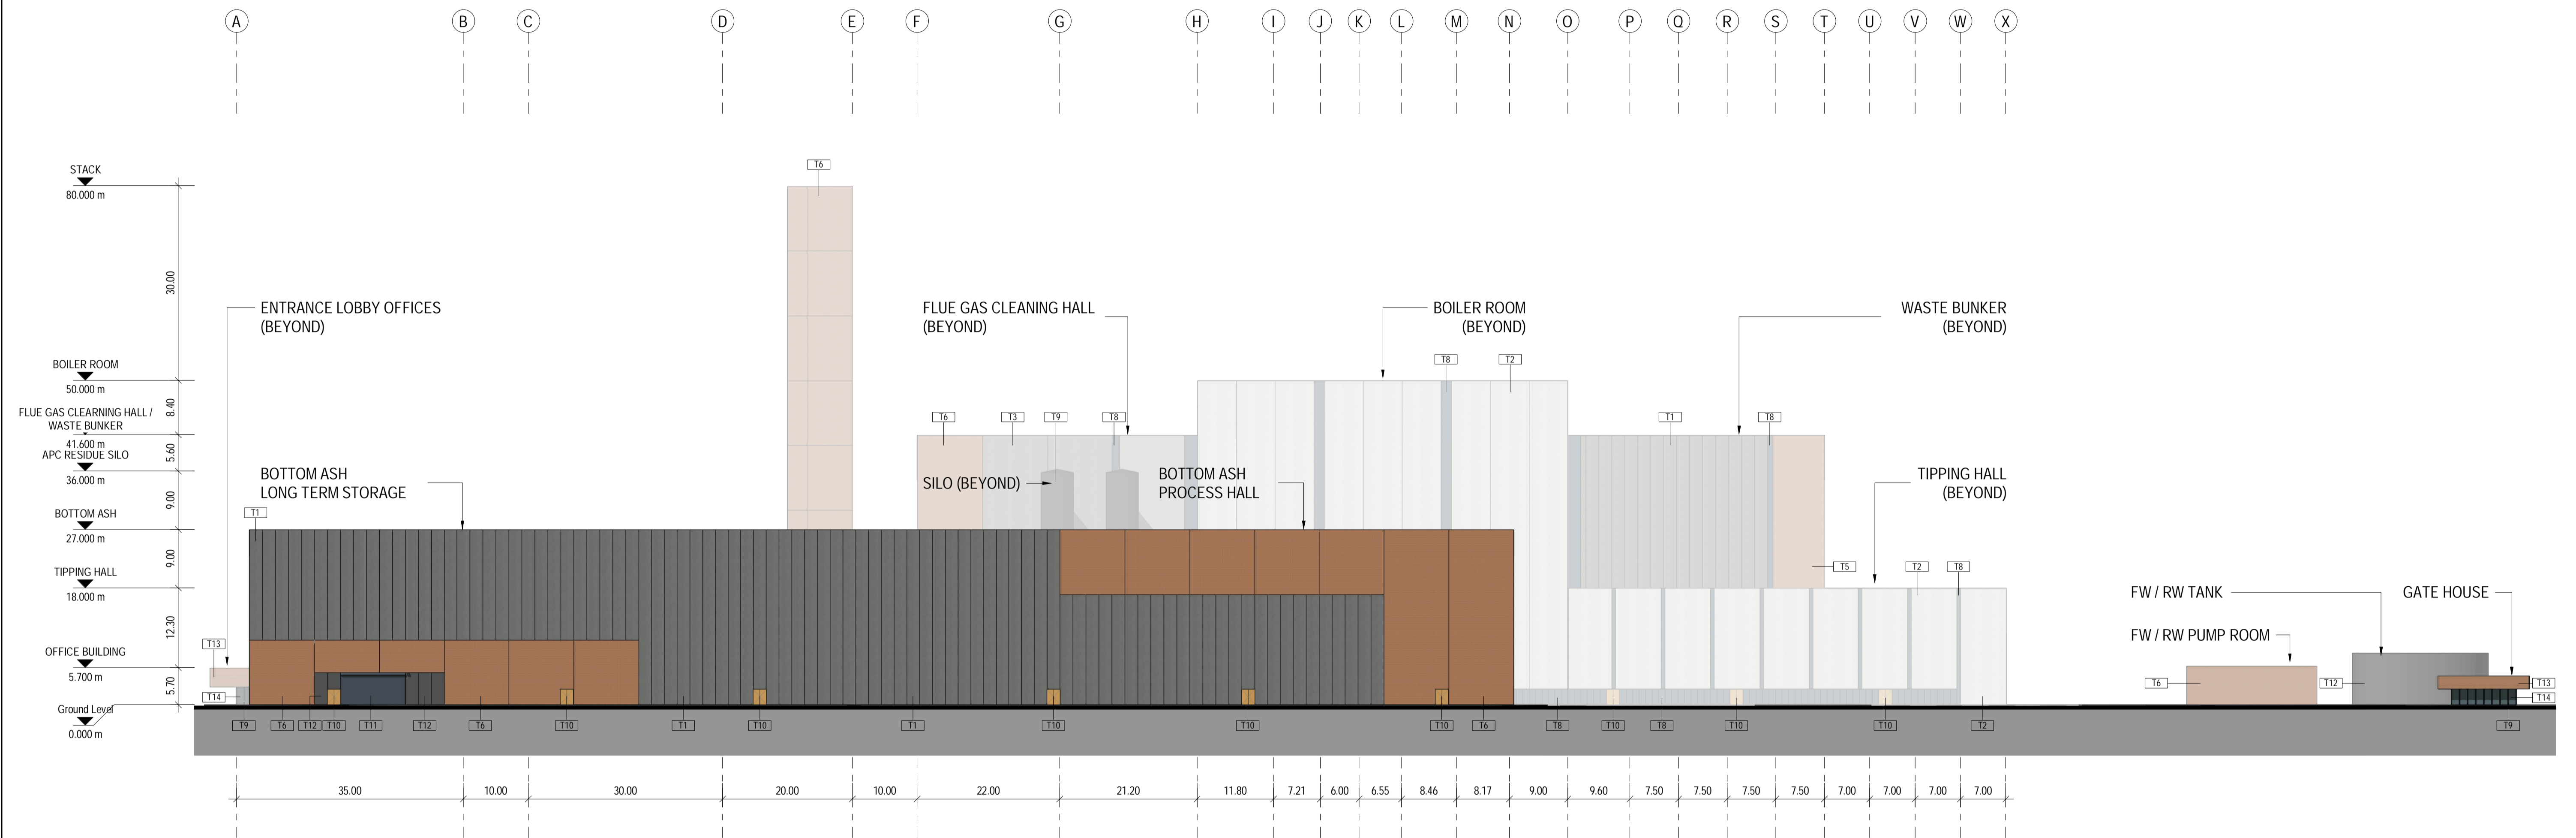 A B C D E F G H I J K L M N O P Q R S T U V W X
T6
STACK
80.000 m
30.00
ENTRANCE LOBBY OFFICES
(BEYOND)
FLUE GAS CLEANING HALL
(BEYOND)
BOILER ROOM
(BEYOND)
WASTE BUNKER
(BEYOND)
BOILER ROOM
50.000 m
T8 T2
8.40
FLUE GAS CLEARNING HALL /
WASTE BUNKER
41.600 m
T6 T3 T9 T8 T1 T8
5.60
APC RESIDUE SILO
36.000 m
BOTTOM ASH
LONG TERM STORAGE
SILO (BEYOND)
BOTTOM ASH
PROCESS HALL
TIPPING HALL
(BEYOND)
9.00
T1
BOTTOM ASH
27.000 m
9.00
T5 T2 T8
TIPPING HALL
18.000 m
FW / RW TANK
GATE HOUSE
12.30
FW / RW PUMP ROOM
T13
OFFICE BUILDING
5.700 m
5.70
T14
T6 T12 T13
T14
Ground Level
0.000 m
T9 T6 T12 T10 T11 T12 T6 T10 T1 T10 T1 T10 T10 T10 T6 T8 T10 T8 T10 T10 T2 T9
35.00 10.00 30.00 20.00 10.00 22.00 21.20 11.80 7.21 6.00 6.55 8.46 8.17 9.00 9.60 7.50 7.50 7.50 7.50 7.00 7.00 7.00 7.00